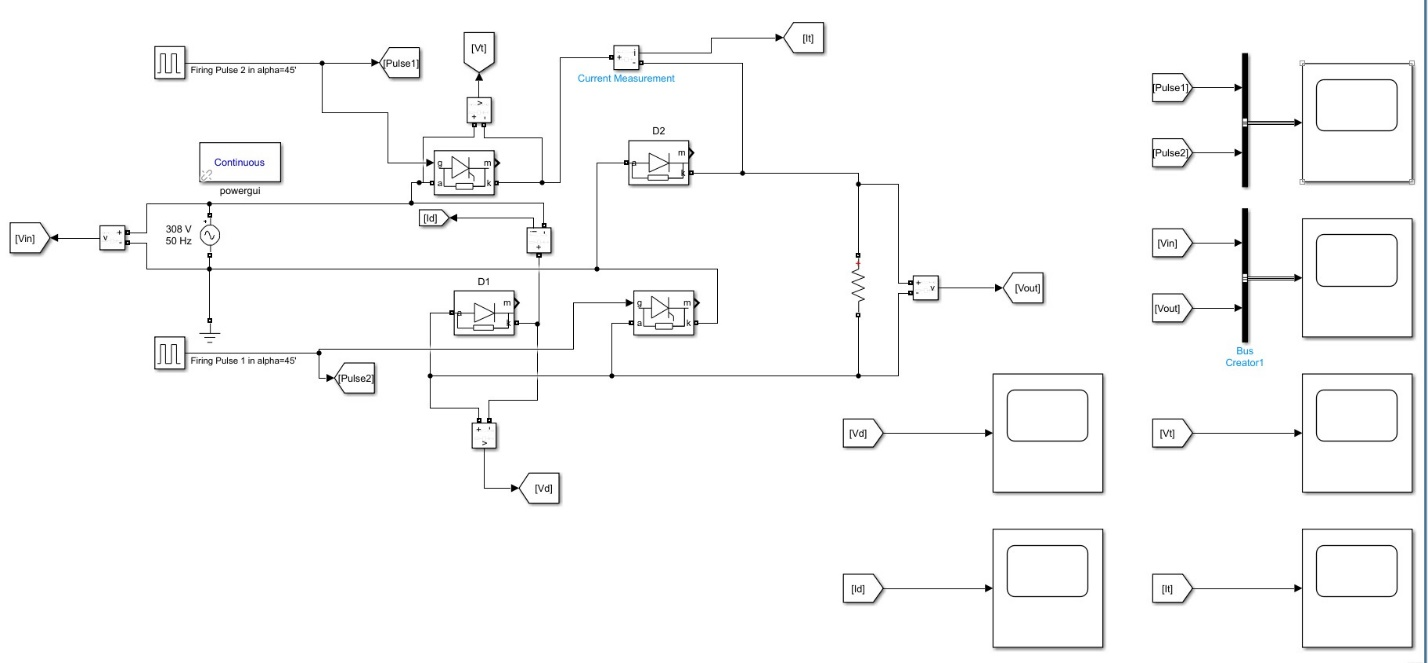 [Vt]
[It]
[Pulse1]
Firing Pulse 2 in alpha=45'
i
+
-
Current Measurement
[Pulse1]
+
-
v
D2
g
m
a
k
a
m
k
[Pulse2]
Continuous
powergui
[Id]
308 V
50 Hz
[Vin]
v
+
-
i
+
-
[Vin]
D1
a
m
k
g
m
a
k
+
+
-
v
[Vout]
[Vout]
Firing Pulse 1 in alpha=45'
[Pulse2]
Bus
Creator1
+
-
v
[Vd]
[Vd]
[Vt]
[Id]
[It]